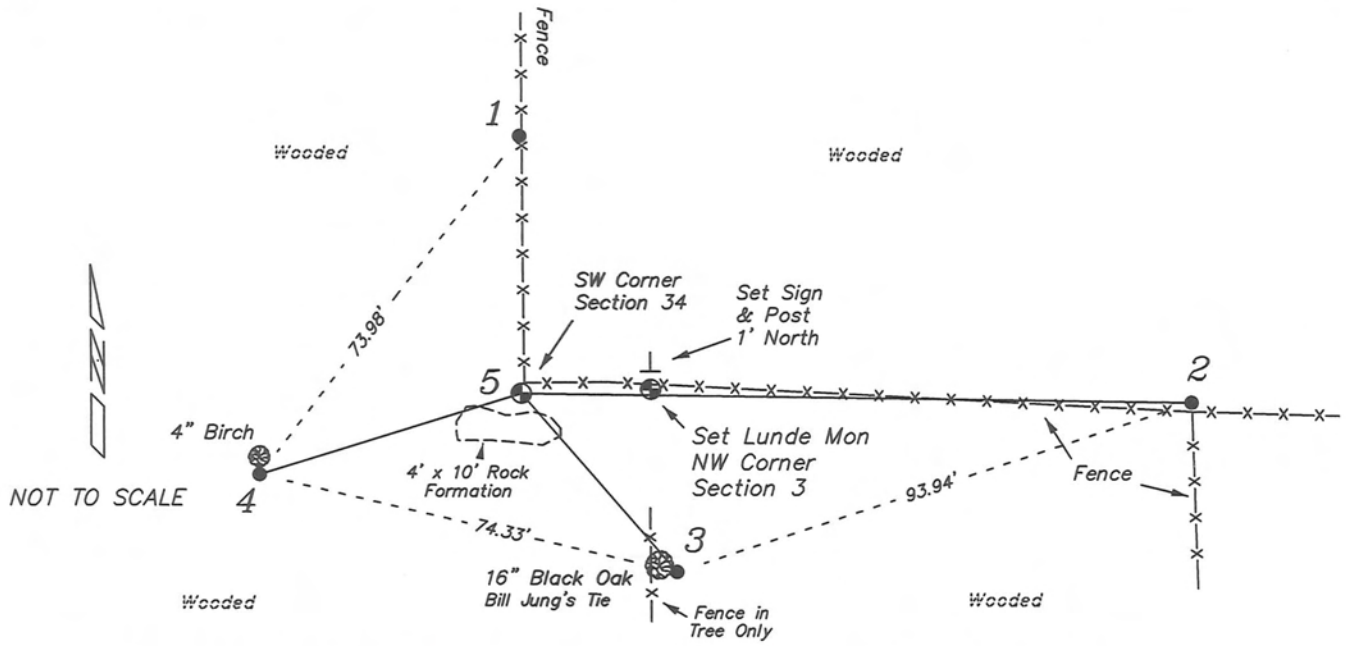 Fence
1
Wooded
Wooded
SW Corner
Section 34
Set Sign
& Post
1' North
73.98'
N
5
2
4" Birch
Set Lunde Mon
NW Corner
Section 3
4' x 10' Rock
Formation
Fence
NOT TO SCALE
4
93.94'
74.33'
3
16" Black Oak
Bill Jung's Tie
Wooded
Wooded
Fence in
Tree Only